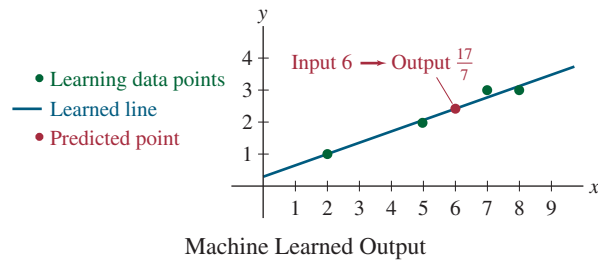 y
4
3
2
1
Input 6 → Output 17/7
• Learning data points
— Learned line
• Predicted point
1 2 3 4 5 6 7 8 9
x
Machine Learned Output